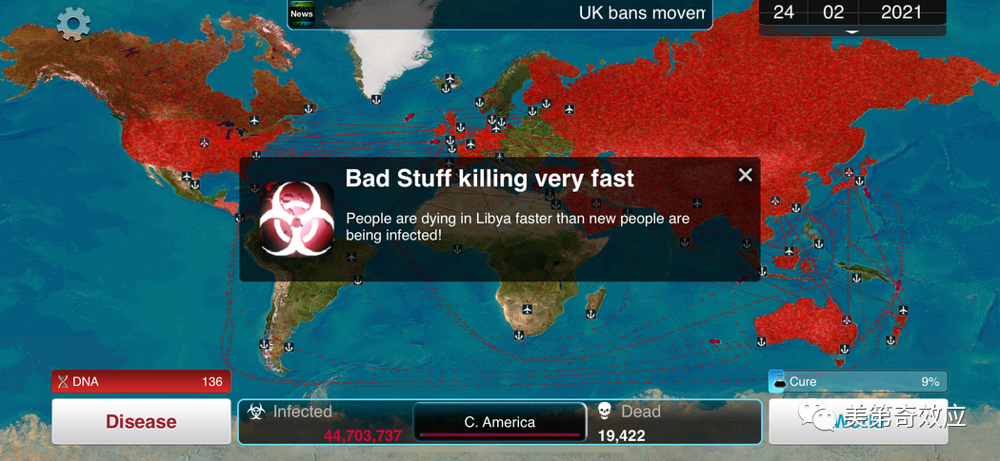 News
UK bans movem
24 02 2021
Bad Stuff killing very fast
People are dying in Libya faster than new people are
being infected!
DNA 136
Cure 9%
Disease
Infected
44,703,737
C. America
Dead
19,422
美第奇效应